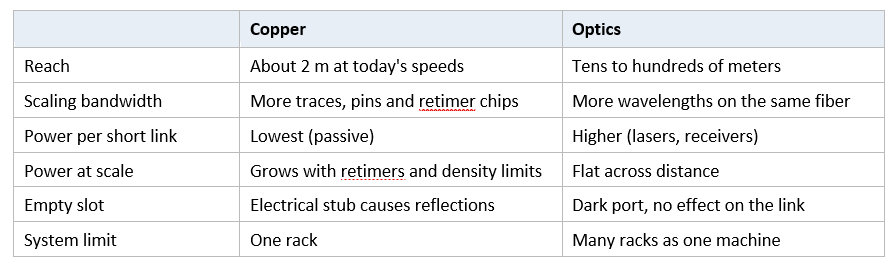 Copper Optics
Reach About 2 m at today's speeds Tens to hundreds of meters
Scaling bandwidth More traces, pins and retimer chips More wavelengths on the same fiber
Power per short link Lowest (passive) Higher (lasers, receivers)
Power at scale Grows with retimers and density limits Flat across distance
Empty slot Electrical stub causes reflections Dark port, no effect on the link
System limit One rack Many racks as one machine